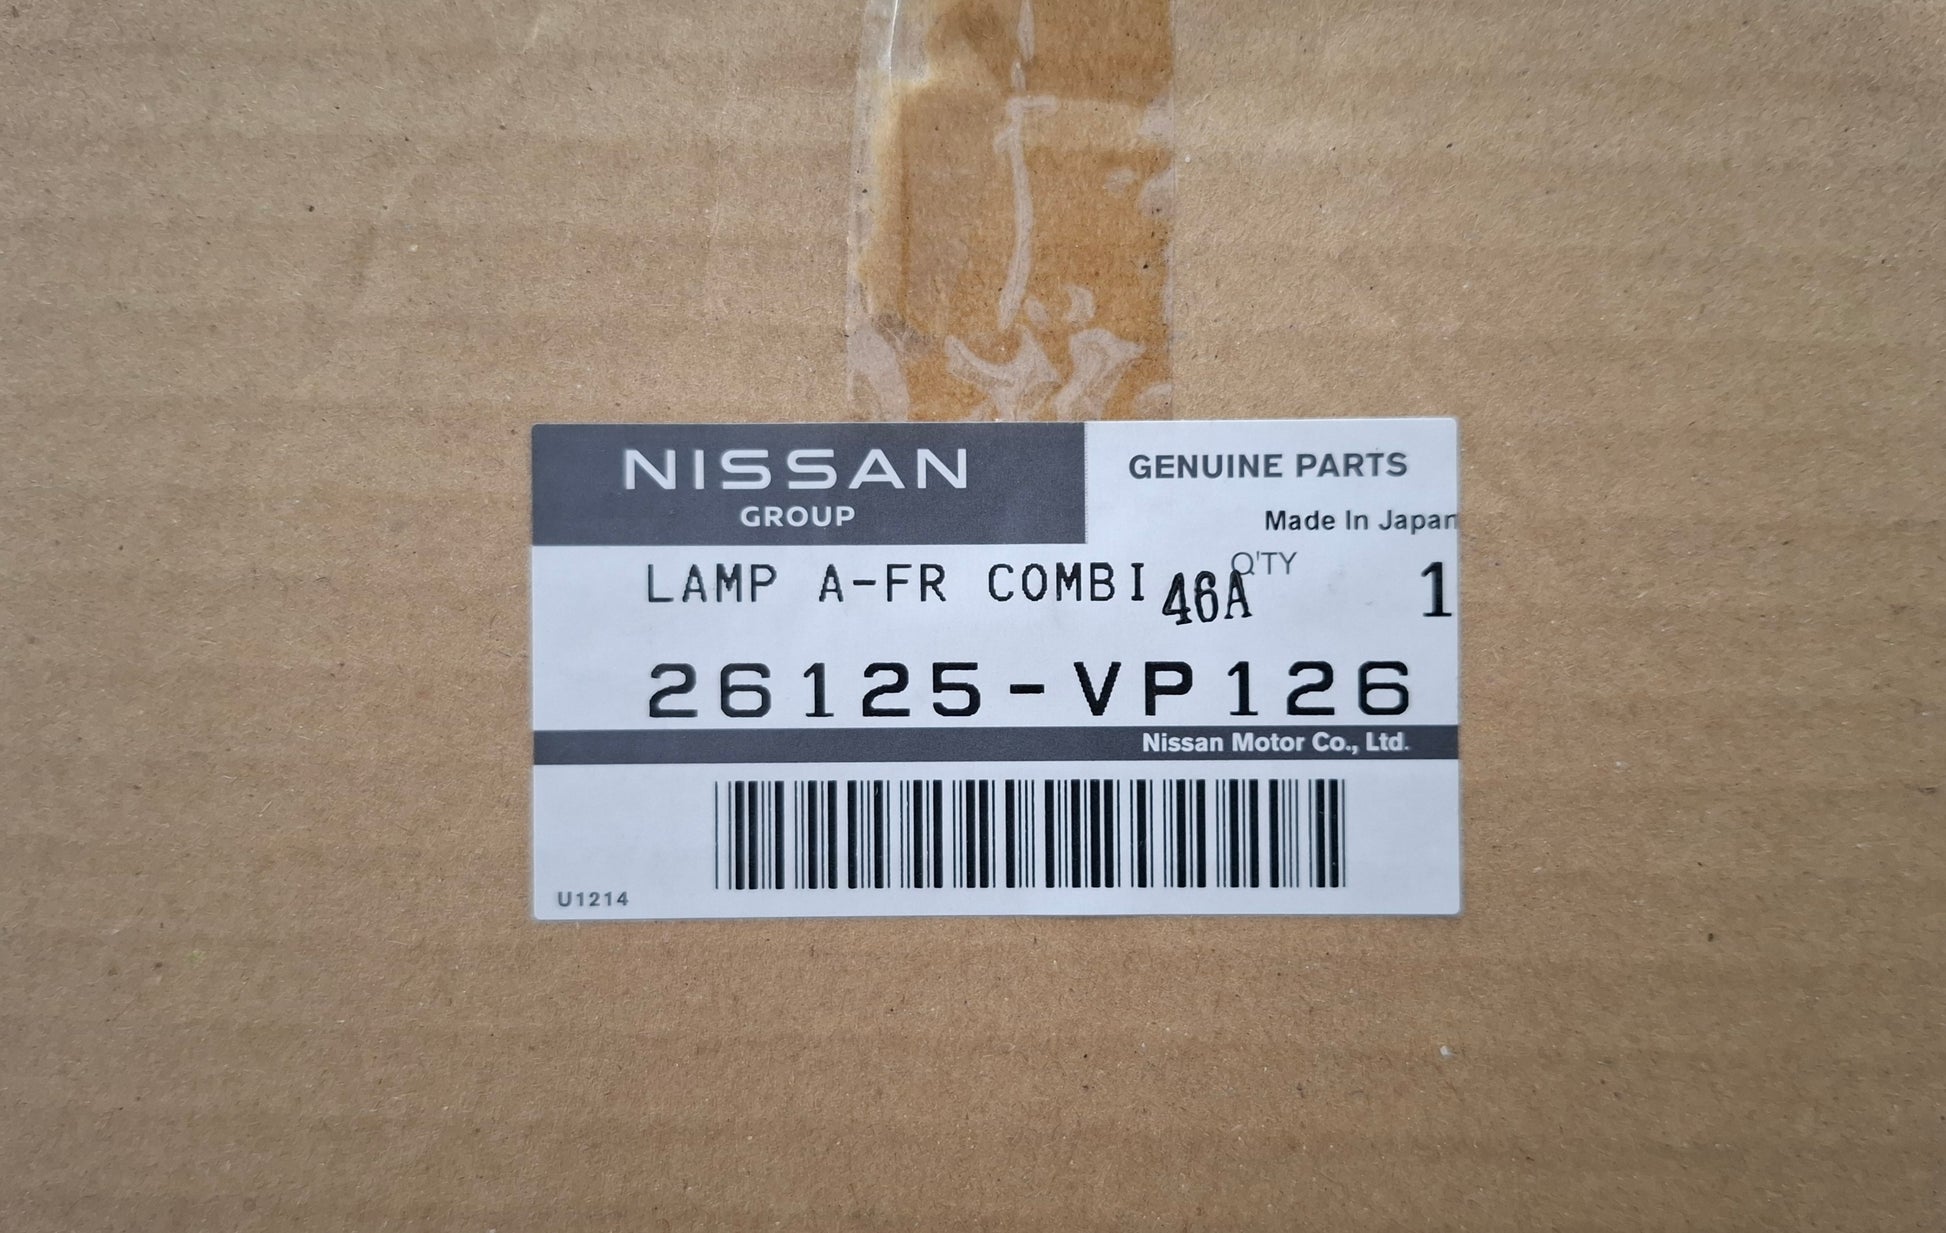 NISSAN
GROUP
GENUINE PARTS
Made In Japan
LAMP A-FR COMBI 46A Q'TY 1
26125-VP126
Nissan Motor Co., Ltd.
U1214